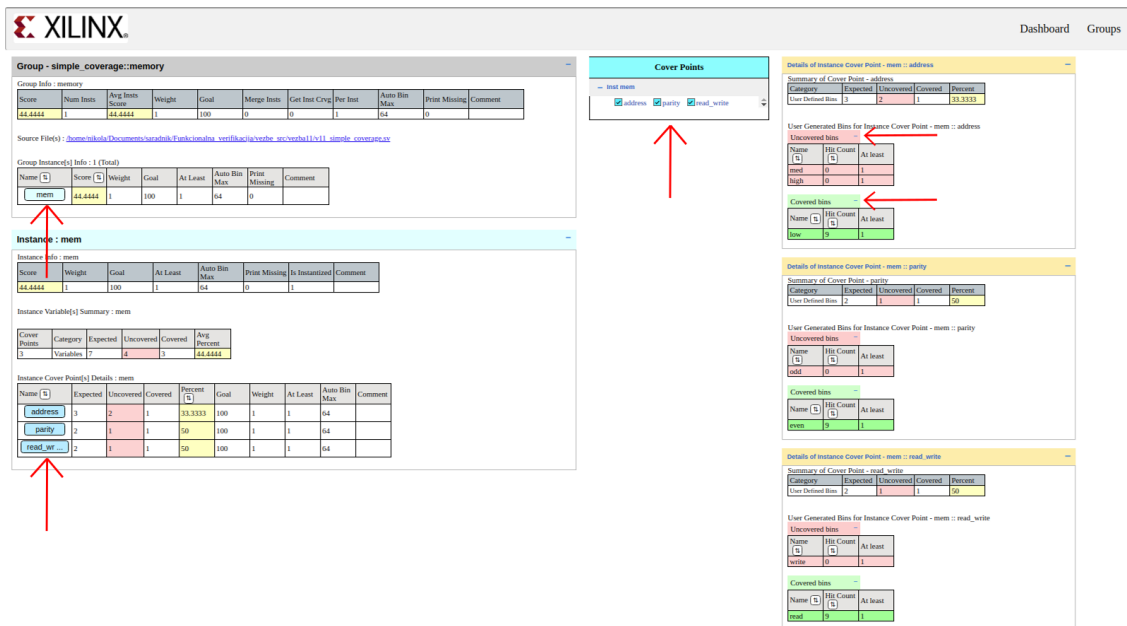 XILINX.
Dashboard Groups
Group - simple_coverage::memory
Group Info : memory
Score Num Insts Avg Insts Score Weight Goal Merge Insts Get Inst Crvg Per Inst Auto Bin Max Print Missing Comment
44.4444 1 44.4444 1 100 0 0 1 64 0
Source File(s) : /home/nikola/Documents/saradnik/Funkcionalna_verifikacija/vezbe_src/vezba11/v11_simple_coverage.sv
Group Instance[s] Info : 1 (Total)
Name Score Weight Goal At Least Auto Bin Max Print Missing Comment
mem 44.4444 1 100 1 64 0
Instance : mem
Instance Info : mem
Score Weight Goal At Least Auto Bin Max Print Missing Is Instantized Comment
44.4444 1 100 1 64 0 1
Instance Variable[s] Summary : mem
Cover Points Category Expected Uncovered Covered Avg Percent
3 Variables 7 4 3 44.4444
Instance Cover Point[s] Details : mem
Name Expected Uncovered Covered Percent Goal Weight At Least Auto Bin Max Comment
address 3 2 1 33.3333 100 1 1 64
parity 2 1 1 50 100 1 1 64
read_wr ... 2 1 1 50 100 1 1 64
Cover Points
Inst mem
address parity read_write
Details of Instance Cover Point - mem :: address
Summary of Cover Point - address
Category Expected Uncovered Covered Percent
User Defined Bins 3 2 1 33.3333
User Generated Bins for Instance Cover Point - mem :: address
Uncovered bins
Name Hit Count At least
med 0 1
high 0 1
Covered bins
Name Hit Count At least
low 9 1
Details of Instance Cover Point - mem :: parity
Summary of Cover Point - parity
Category Expected Uncovered Covered Percent
User Defined Bins 2 1 1 50
User Generated Bins for Instance Cover Point - mem :: parity
Uncovered bins
Name Hit Count At least
odd 0 1
Covered bins
Name Hit Count At least
even 9 1
Details of Instance Cover Point - mem :: read_write
Summary of Cover Point - read_write
Category Expected Uncovered Covered Percent
User Defined Bins 2 1 1 50
User Generated Bins for Instance Cover Point - mem :: read_write
Uncovered bins
Name Hit Count At least
write 0 1
Covered bins
Name Hit Count At least
read 9 1